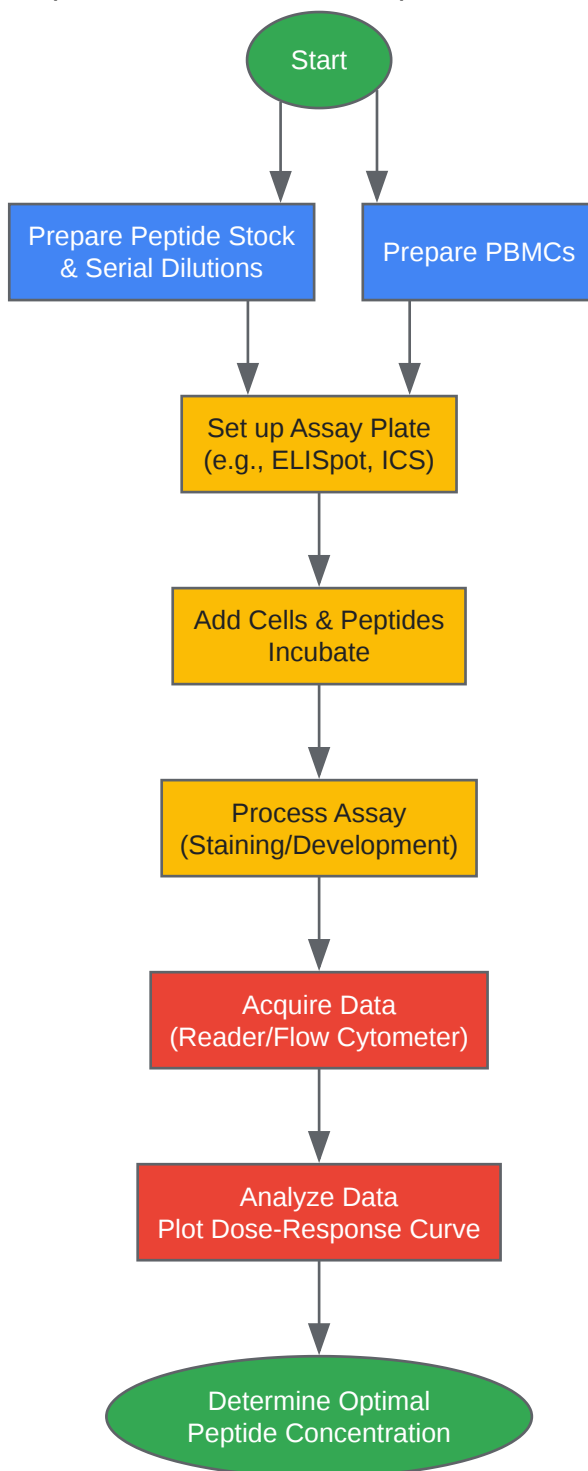 Start
Prepare Peptide Stock
& Serial Dilutions
Prepare PBMCs
Set up Assay Plate
(e.g., ELISpot, ICS)
Add Cells & Peptides
Incubate
Process Assay
(Staining/Development)
Acquire Data
(Reader/Flow Cytometer)
Analyze Data
Plot Dose-Response Curve
Determine Optimal
Peptide Concentration